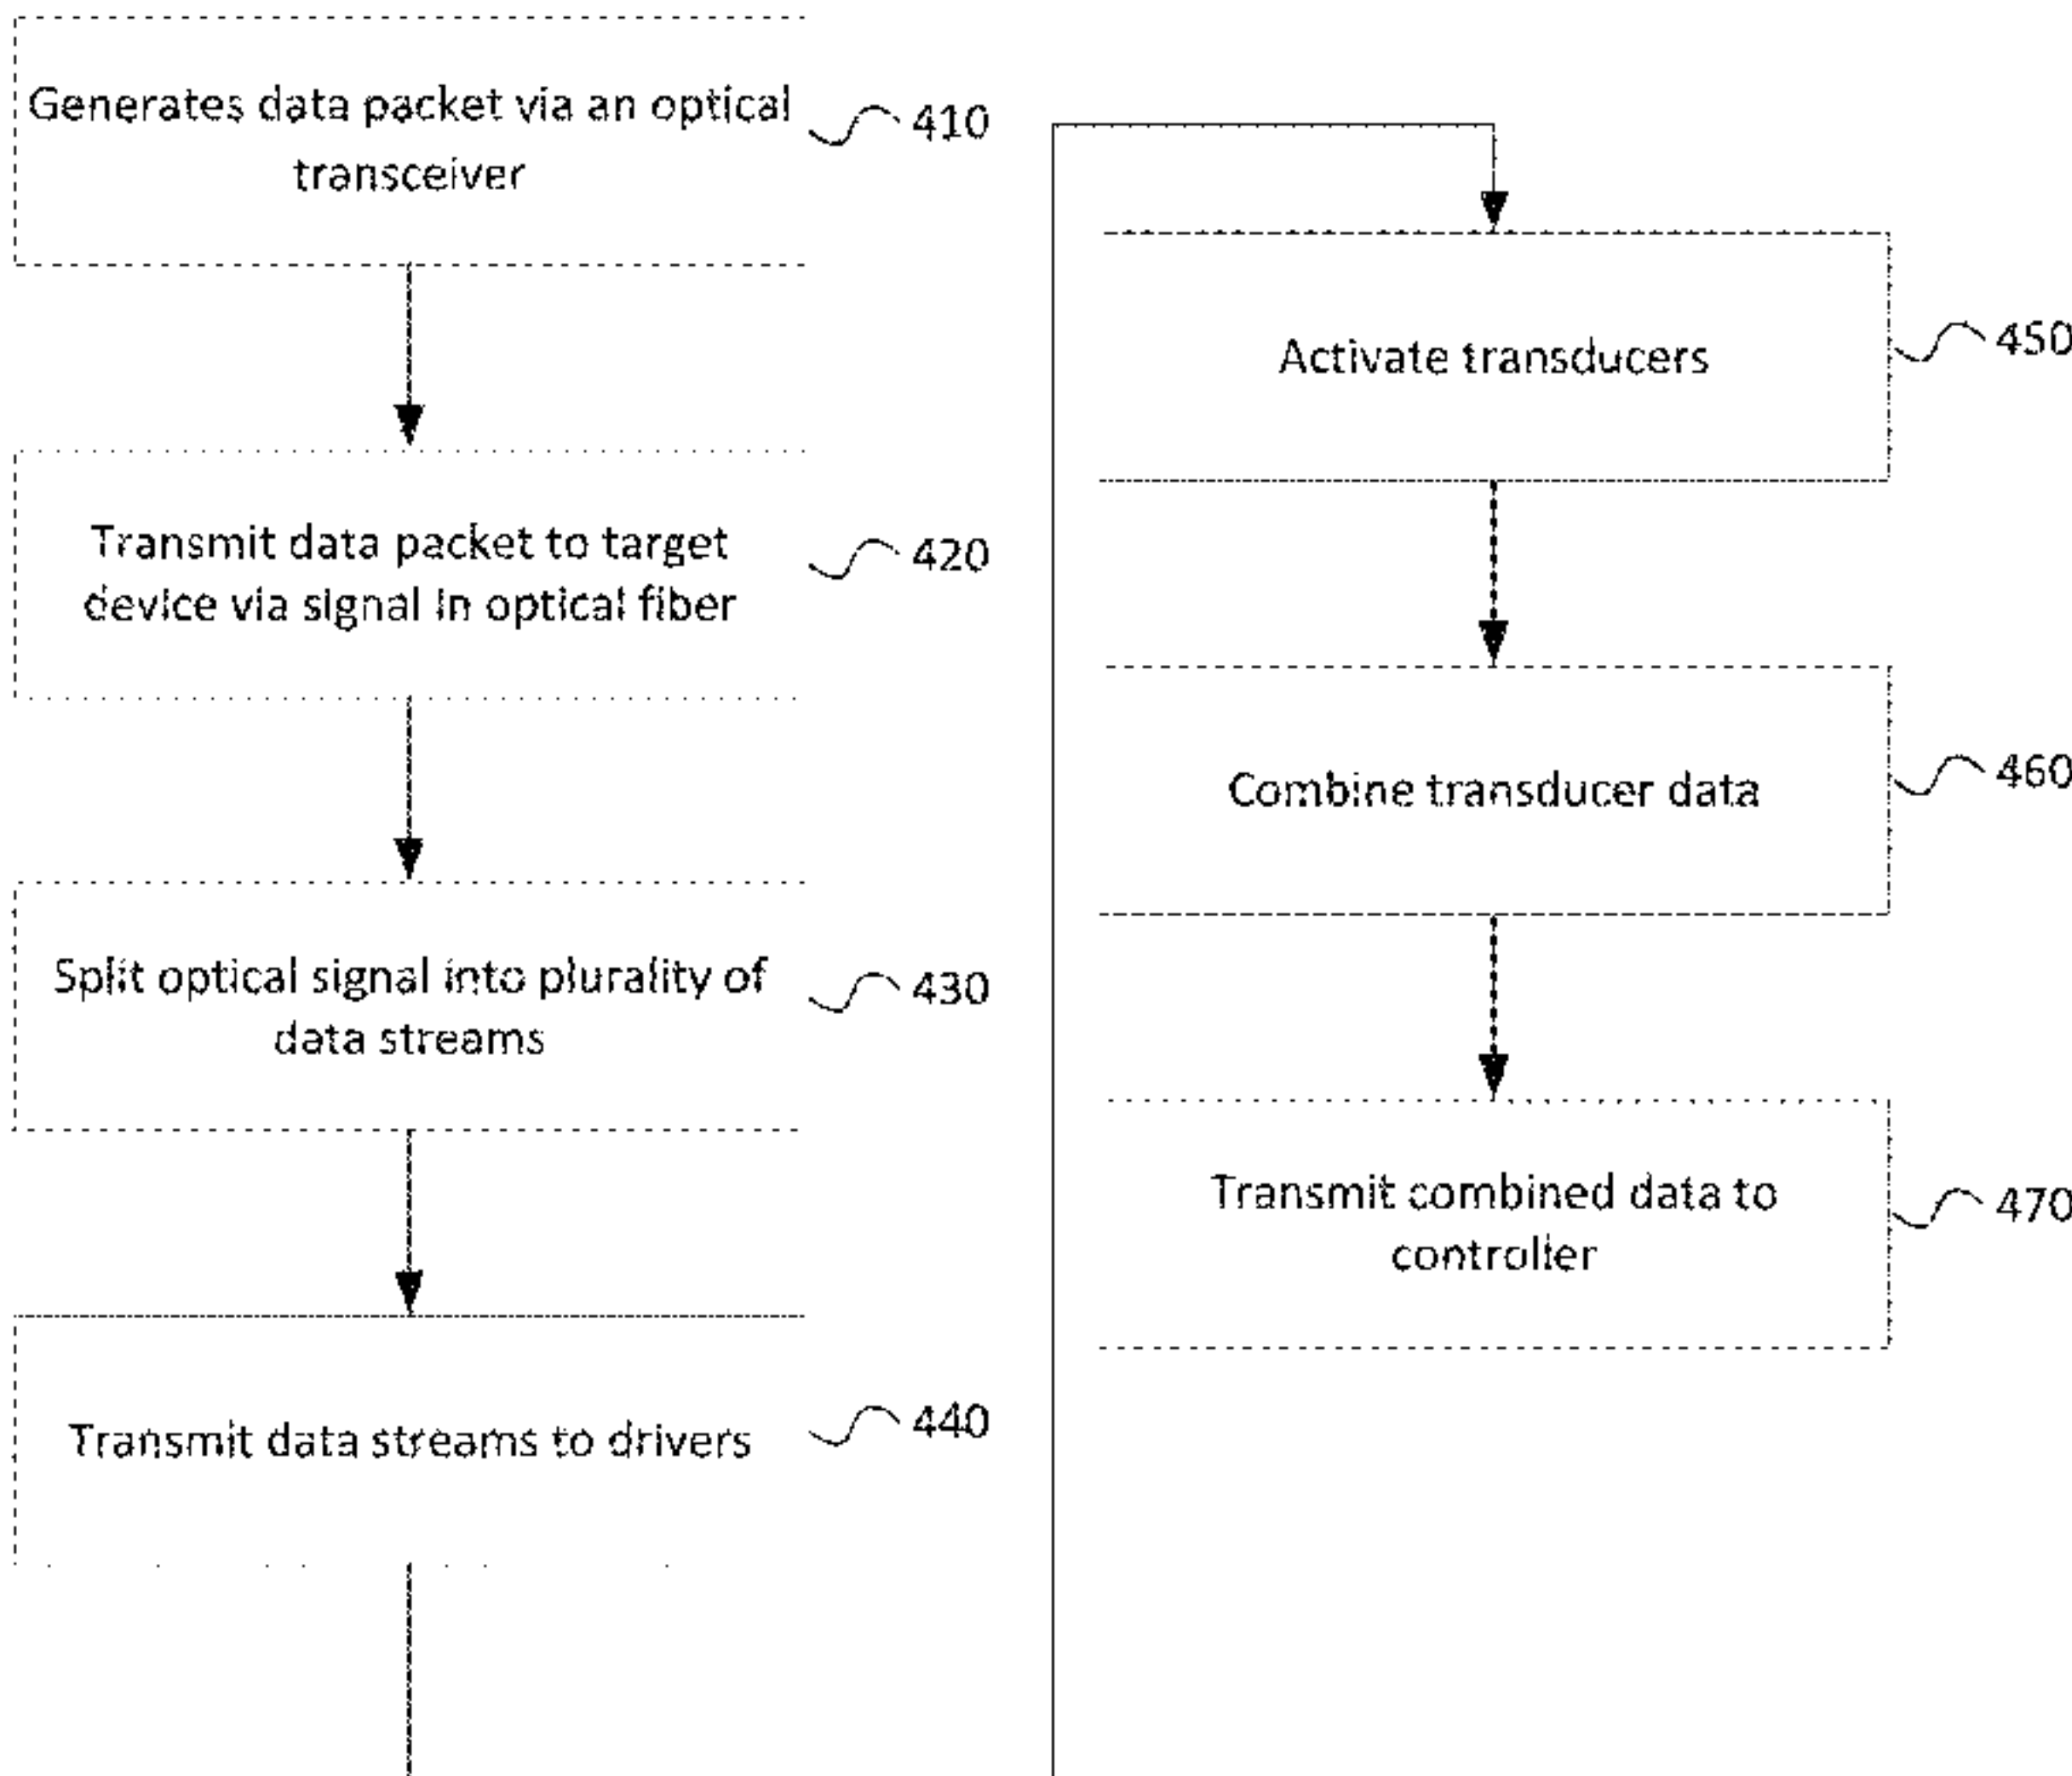 Generates data packet via an optical
transceiver
410
Transmit data packet to target
device via signal in optical fiber
420
Split optical signal into plurality of
data streams
430
Transmit data streams to drivers
440
Activate transducers
450
Combine transducer data
460
Transmit combined data to
controller
470